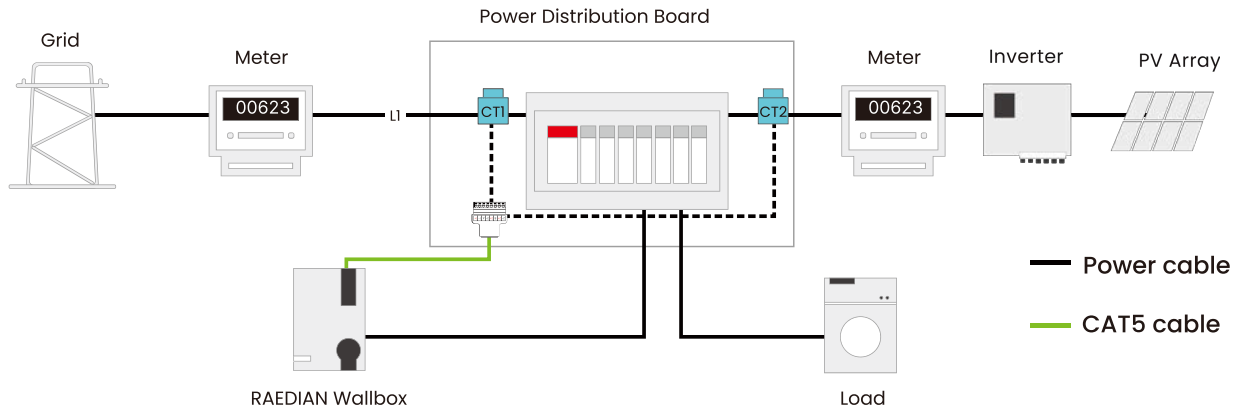 Power Distribution Board
Grid
Meter
Meter
Inverter
PV Array
00623
L1
CT1
CT2
00623
Power cable
CAT5 cable
RAEDIAN Wallbox
Load